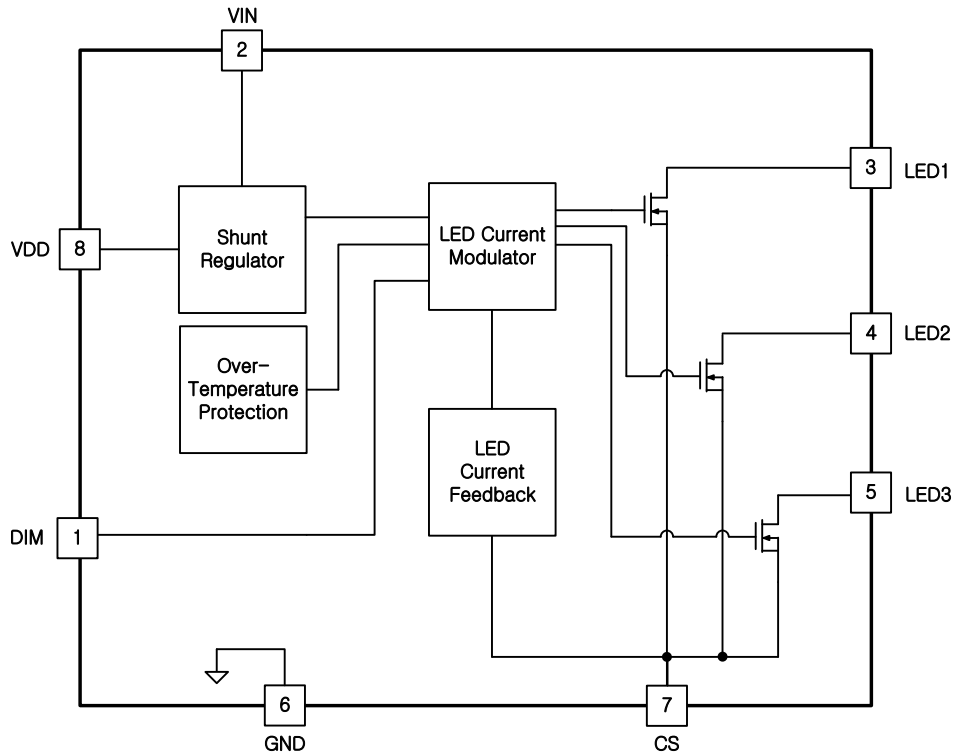 VIN
2
3
LED1
Shunt
Regulator
LED Current
Modulator
VDD
8
4
LED2
Over-
Temperature
Protection
LED
Current
Feedback
5
LED3
DIM
1
6
GND
7
CS